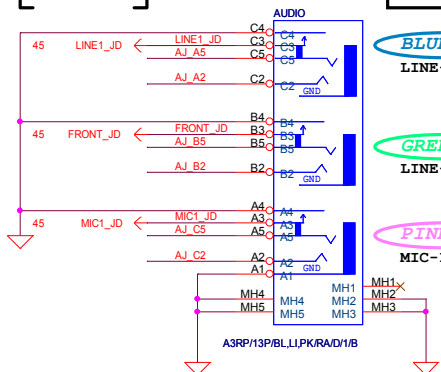 AUDIO
C4 C4
45 LINE1_JD LINE1_JD C3 C3
AJ_A5 C5 C5
BLUE
LINE-
AJ_A2 C2 C2
GND
B4 B4
45 FRONT_JD FRONT_JD B3 B3
AJ_B5 B5 B5
GREEN
LINE-
AJ_B2 B2 B2
GND
A4 A4
45 MIC1_JD MIC1_JD A3 A3
AJ_C5 A5 A5
PINK
MIC-
AJ_C2 A2 A2
GND
A1 A1
MH1 MH1
MH4 MH4 MH2 MH2
MH5 MH5 MH3 MH3
A3RP/13P/BL,LI,PK/RA/D/1/B